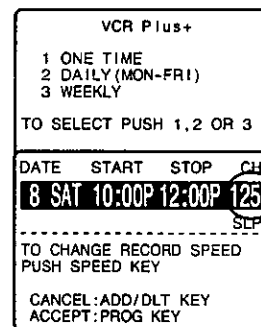 VCR Plus+
1 ONE TIME
2 DAILY(MON-FRI)
3 WEEKLY
TO SELECT PUSH 1,2 OR 3
DATE START STOP CH
8 SAT 10:00P 12:00P 125
SLP
TO CHANGE RECORD SPEED
PUSH SPEED KEY
CANCEL:ADD/DLT KEY
ACCEPT:PROG KEY